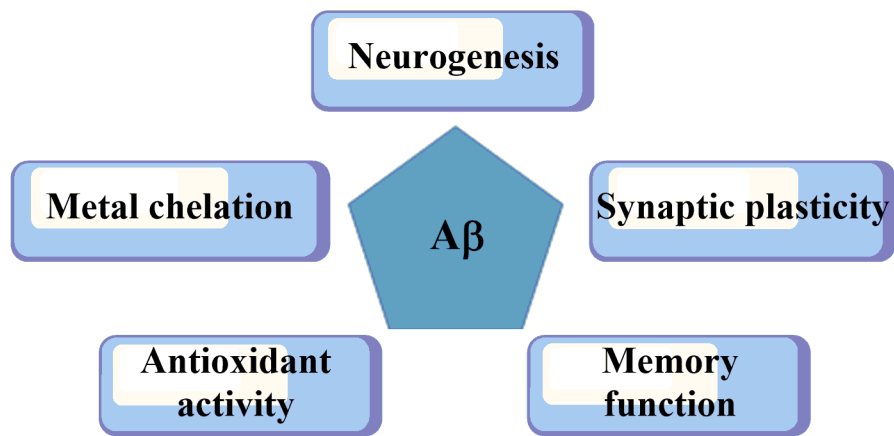 Neurogenesis
Metal chelation
Synaptic plasticity
Aβ
Antioxidant
activity
Memory
function